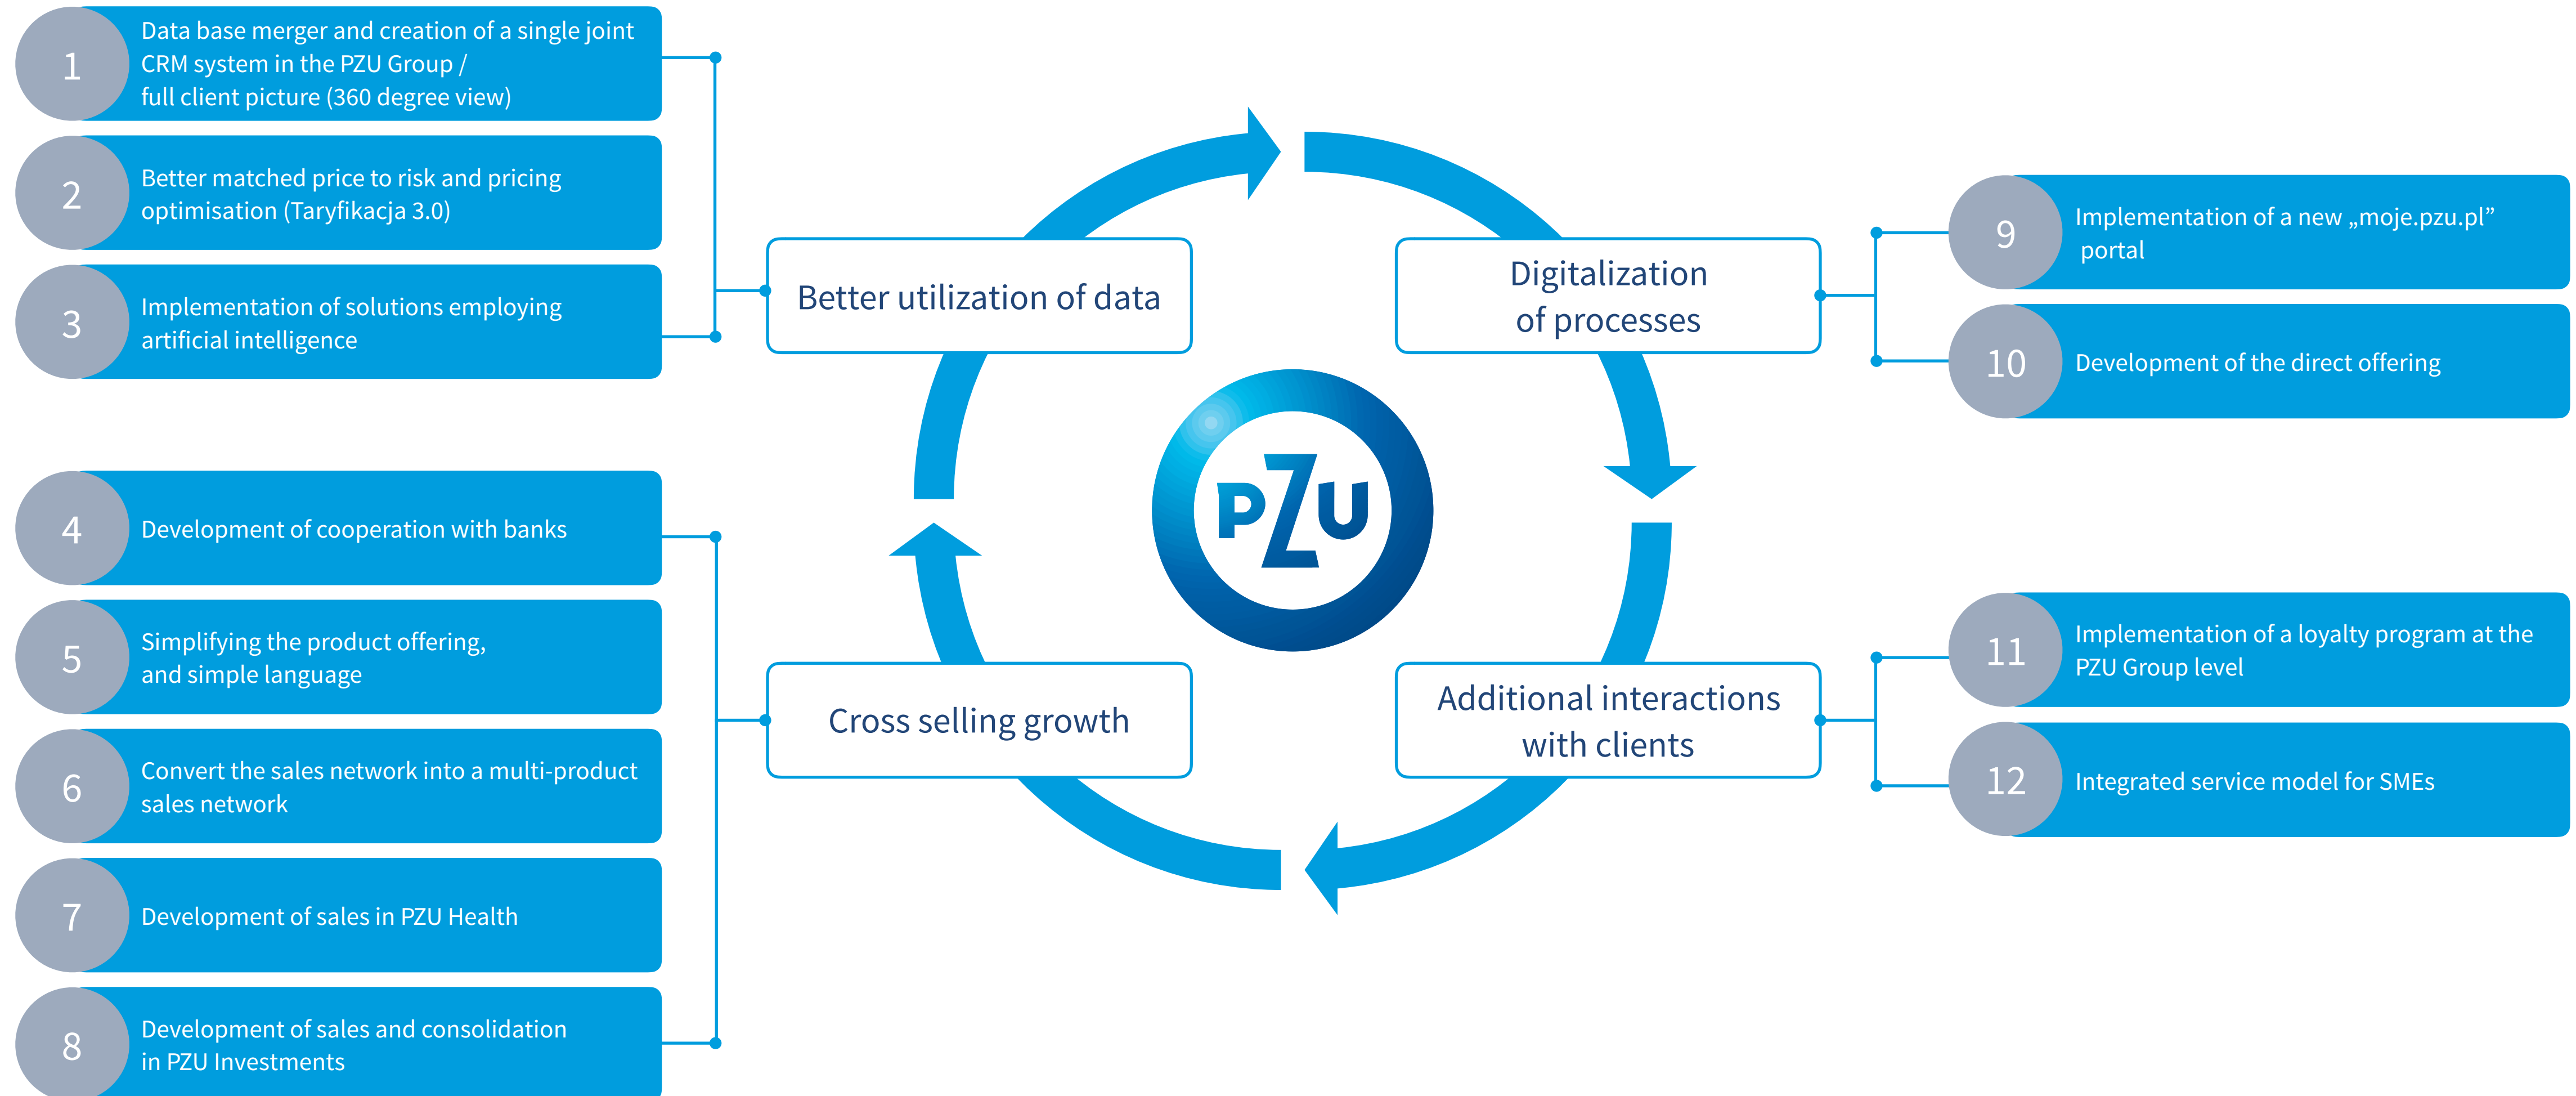 1
Data base merger and creation of a single joint
CRM system in the PZU Group /
full client picture (360 degree view)
2
Better matched price to risk and pricing
optimisation (Taryfikacja 3.0)
3
Implementation of solutions employing
artificial intelligence
Better utilization of data
4
Development of cooperation with banks
5
Simplifying the product offering,
and simple language
6
Convert the sales network into a multi-product
sales network
7
Development of sales in PZU Health
8
Development of sales and consolidation
in PZU Investments
Cross selling growth
PZU
Digitalization
of processes
9
Implementation of a new „moje.pzu.pl”
portal
10
Development of the direct offering
Additional interactions
with clients
11
Implementation of a loyalty program at the
PZU Group level
12
Integrated service model for SMEs